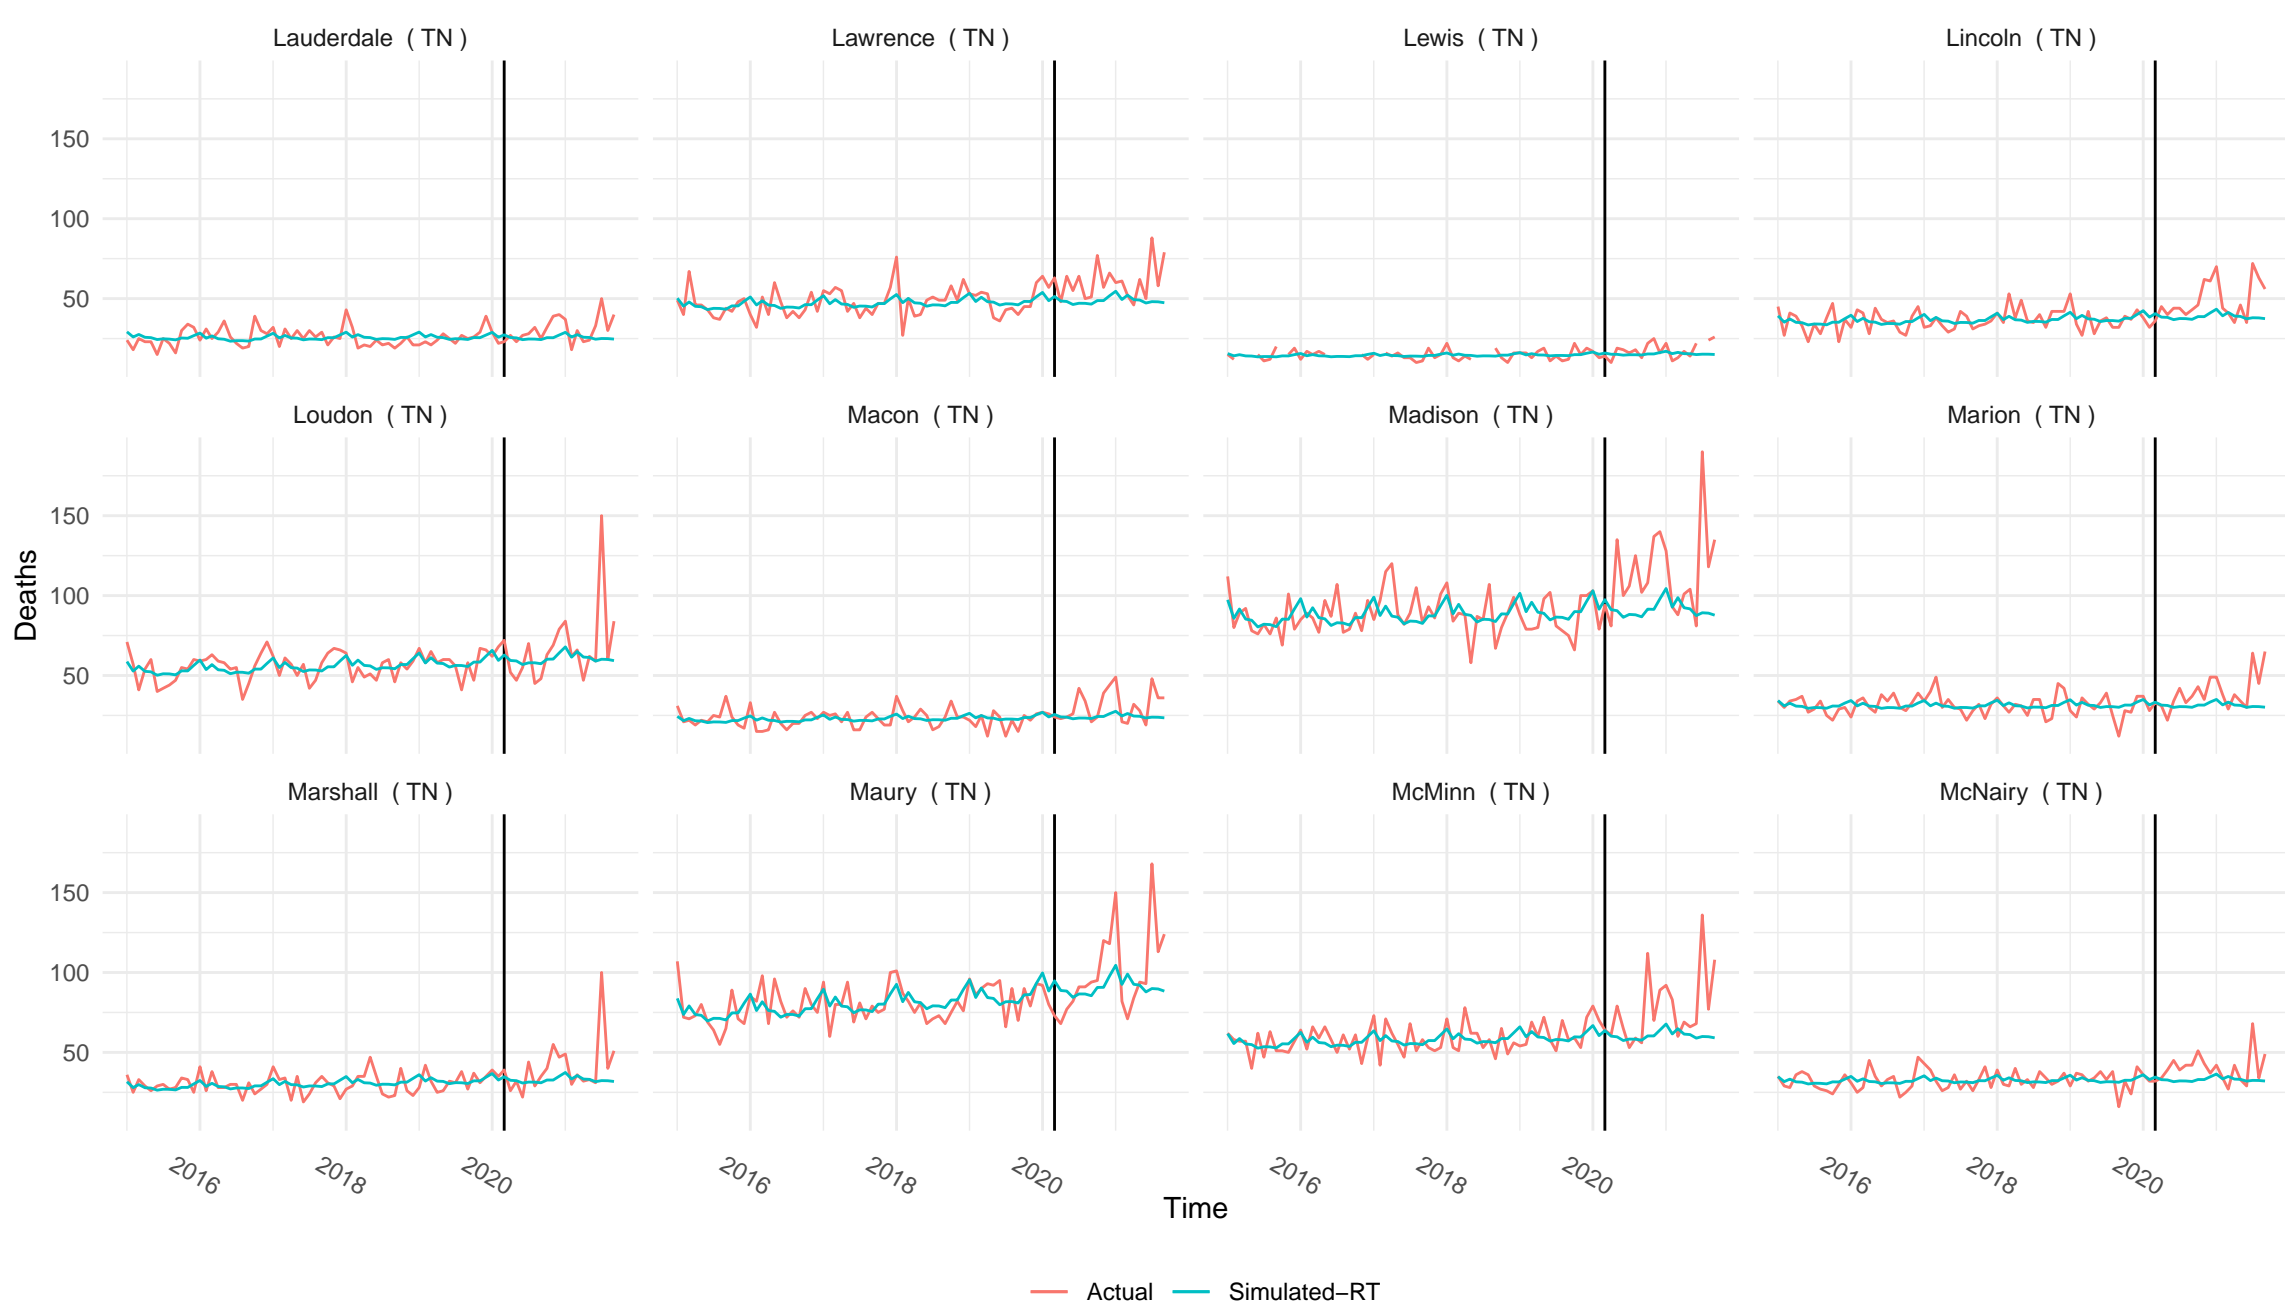 Lauderdale ( TN )
Lawrence ( TN )
Lewis ( TN )
Lincoln ( TN )
150
100
50
Loudon ( TN )
Macon ( TN )
Madison ( TN )
Marion ( TN )
150
100
50
Deaths
Marshall ( TN )
Maury ( TN )
McMinn ( TN )
McNairy ( TN )
150
100
50
2016 2018 2020 2016 2018 2020 2016 2018 2020 2016 2018 2020
Time
Actual Simulated−RT